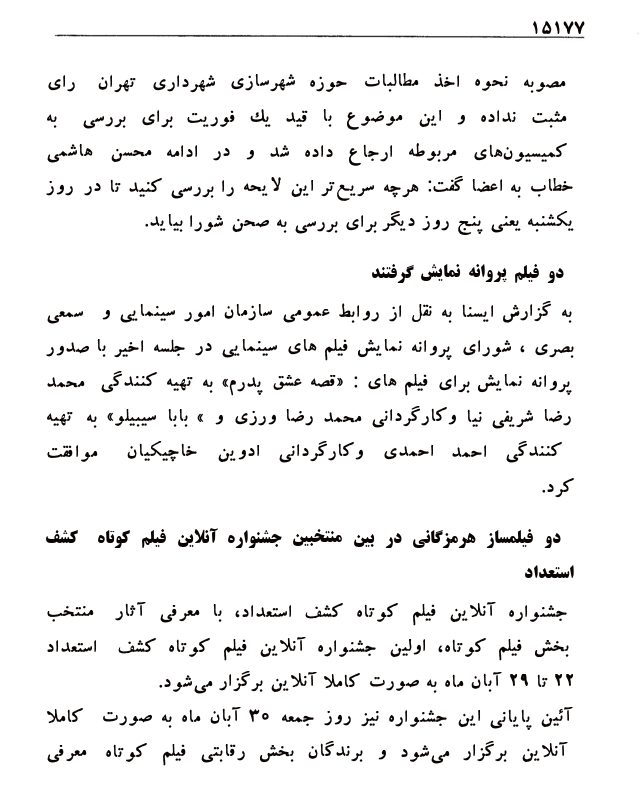 ۱۵۱۷۷
مصوبه نحوه اخذ مطالبات حوزه شهرسازی شهرداری تهران رای
مثبت نداده و این موضوع با قید یك فوریت برای بررسی به
کمیسیون‌های مربوطه ارجاع داده شد و در ادامه محسن هاشمی
خطاب به اعضا گفت: هرچه سریع‌تر این لایحه را بررسی کنید تا در روز
یکشنبه یعنی پنج روز دیگر برای بررسی به صحن شورا بیاید.
دو فیلم پروانه نمایش گرفتند
به گزارش ایسنا به نقل از روابط عمومی سازمان امور سینمایی و سمعی
بصری ، شورای پروانه نمایش فیلم های سینمایی در جلسه اخیر با صدور
پروانه نمایش برای فیلم های : «قصه عشق پدرم» به تهیه کنندگی محمد
رضا شریفی نیا وکارگردانی محمد رضا ورزی و » بابا سیبیلو» به تهیه
کنندگی احمد احمدی وکارگردانی ادوین خاچیکیان موافقت
کرد.
دو فیلمساز هرمزگانی در بین منتخبین جشنواره آنلاین فیلم کوتاه کشف
استعداد
جشنواره آنلاین فیلم کوتاه کشف استعداد، با معرفی آثار منتخب
بخش فیلم کوتاه، اولین جشنواره آنلاین فیلم کوتاه کشف استعداد
۲۲ تا ۲۹ آبان ماه به صورت کاملا آنلاین برگزار می‌شود.
آئین پایانی این جشنواره نیز روز جمعه ۳۰ آبان ماه به صورت کاملا
آنلاین برگزار می‌شود و برندگان بخش رقابتی فیلم کوتاه معرفی